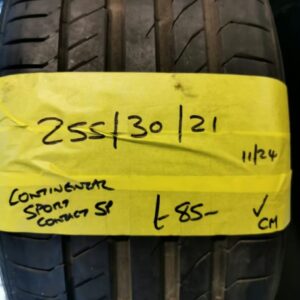 255/30/21
11/24
CONTINENTAL
SPORT
CONTACT 5P
£85-
✓
CM